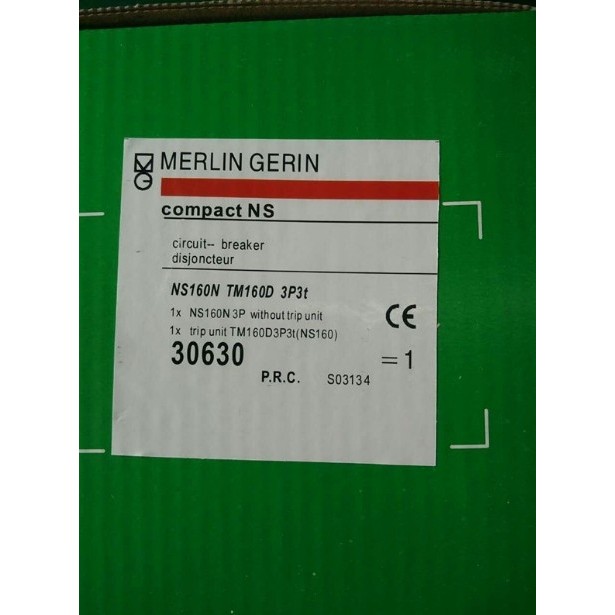 MERLIN GERIN
compact NS
circuit-- breaker
disjoncteur
NS160N TM160D 3P3t
1x NS160N 3P without trip unit
1x trip unit TM160D3P3t(NS160)
CE
30630 =1
P.R.C. S03134